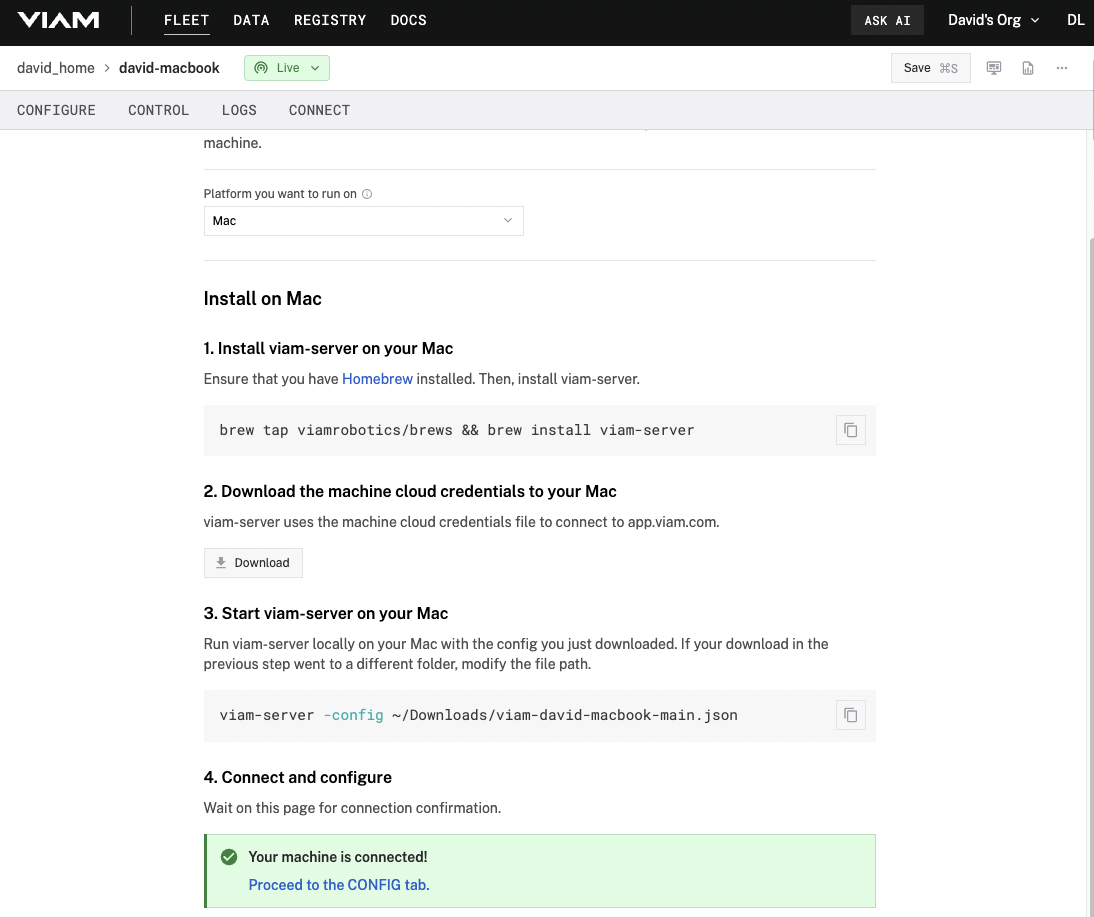 VIAM FLEET DATA REGISTRY DOCS ASK AI David's Org DL
david_home > david-macbook Live Save ⌘S
CONFIGURE CONTROL LOGS CONNECT
machine.
Platform you want to run on
Mac
Install on Mac
1. Install viam-server on your Mac
Ensure that you have Homebrew installed. Then, install viam-server.
brew tap viamrobotics/brews && brew install viam-server
2. Download the machine cloud credentials to your Mac
viam-server uses the machine cloud credentials file to connect to app.viam.com.
Download
3. Start viam-server on your Mac
Run viam-server locally on your Mac with the config you just downloaded. If your download in the
previous step went to a different folder, modify the file path.
viam-server -config ~/Downloads/viam-david-macbook-main.json
4. Connect and configure
Wait on this page for connection confirmation.
Your machine is connected!
Proceed to the CONFIG tab.